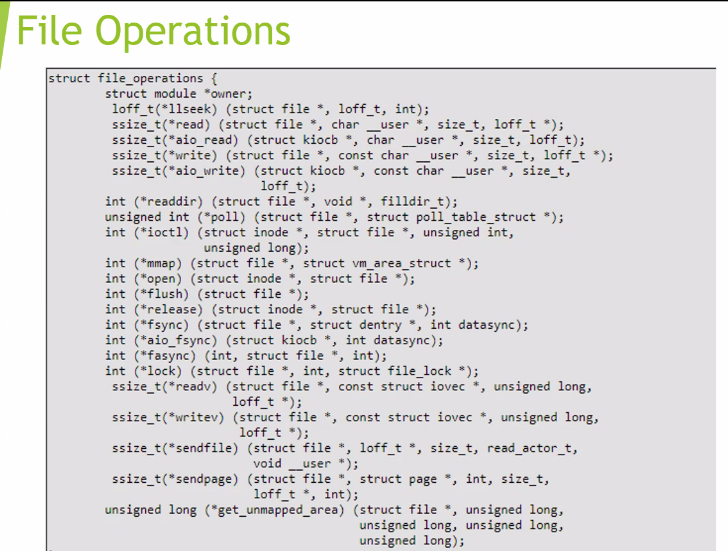 File Operations
struct file_operations {
struct module *owner;
loff_t(*llseek) (struct file *, loff_t, int);
ssize_t(*read) (struct file *, char __user *, size_t, loff_t *);
ssize_t(*aio_read) (struct kiocb *, char __user *, size_t, loff_t);
ssize_t(*write) (struct file *, const char __user *, size_t, loff_t *);
ssize_t(*aio_write) (struct kiocb *, const char __user *, size_t,
loff_t);
int (*readdir) (struct file *, void *, filldir_t);
unsigned int (*poll) (struct file *, struct poll_table_struct *);
int (*ioctl) (struct inode *, struct file *, unsigned int,
unsigned long);
int (*mmap) (struct file *, struct vm_area_struct *);
int (*open) (struct inode *, struct file *);
int (*flush) (struct file *);
int (*release) (struct inode *, struct file *);
int (*fsync) (struct file *, struct dentry *, int datasync);
int (*aio_fsync) (struct kiocb *, int datasync);
int (*fasync) (int, struct file *, int);
int (*lock) (struct file *, int, struct file_lock *);
ssize_t(*readv) (struct file *, const struct iovec *, unsigned long,
loff_t *);
ssize_t(*writev) (struct file *, const struct iovec *, unsigned long,
loff_t *);
ssize_t(*sendfile) (struct file *, loff_t *, size_t, read_actor_t,
void __user *);
ssize_t(*sendpage) (struct file *, struct page *, int, size_t,
loff_t *, int);
unsigned long (*get_unmapped_area) (struct file *, unsigned long,
unsigned long, unsigned long,
unsigned long);